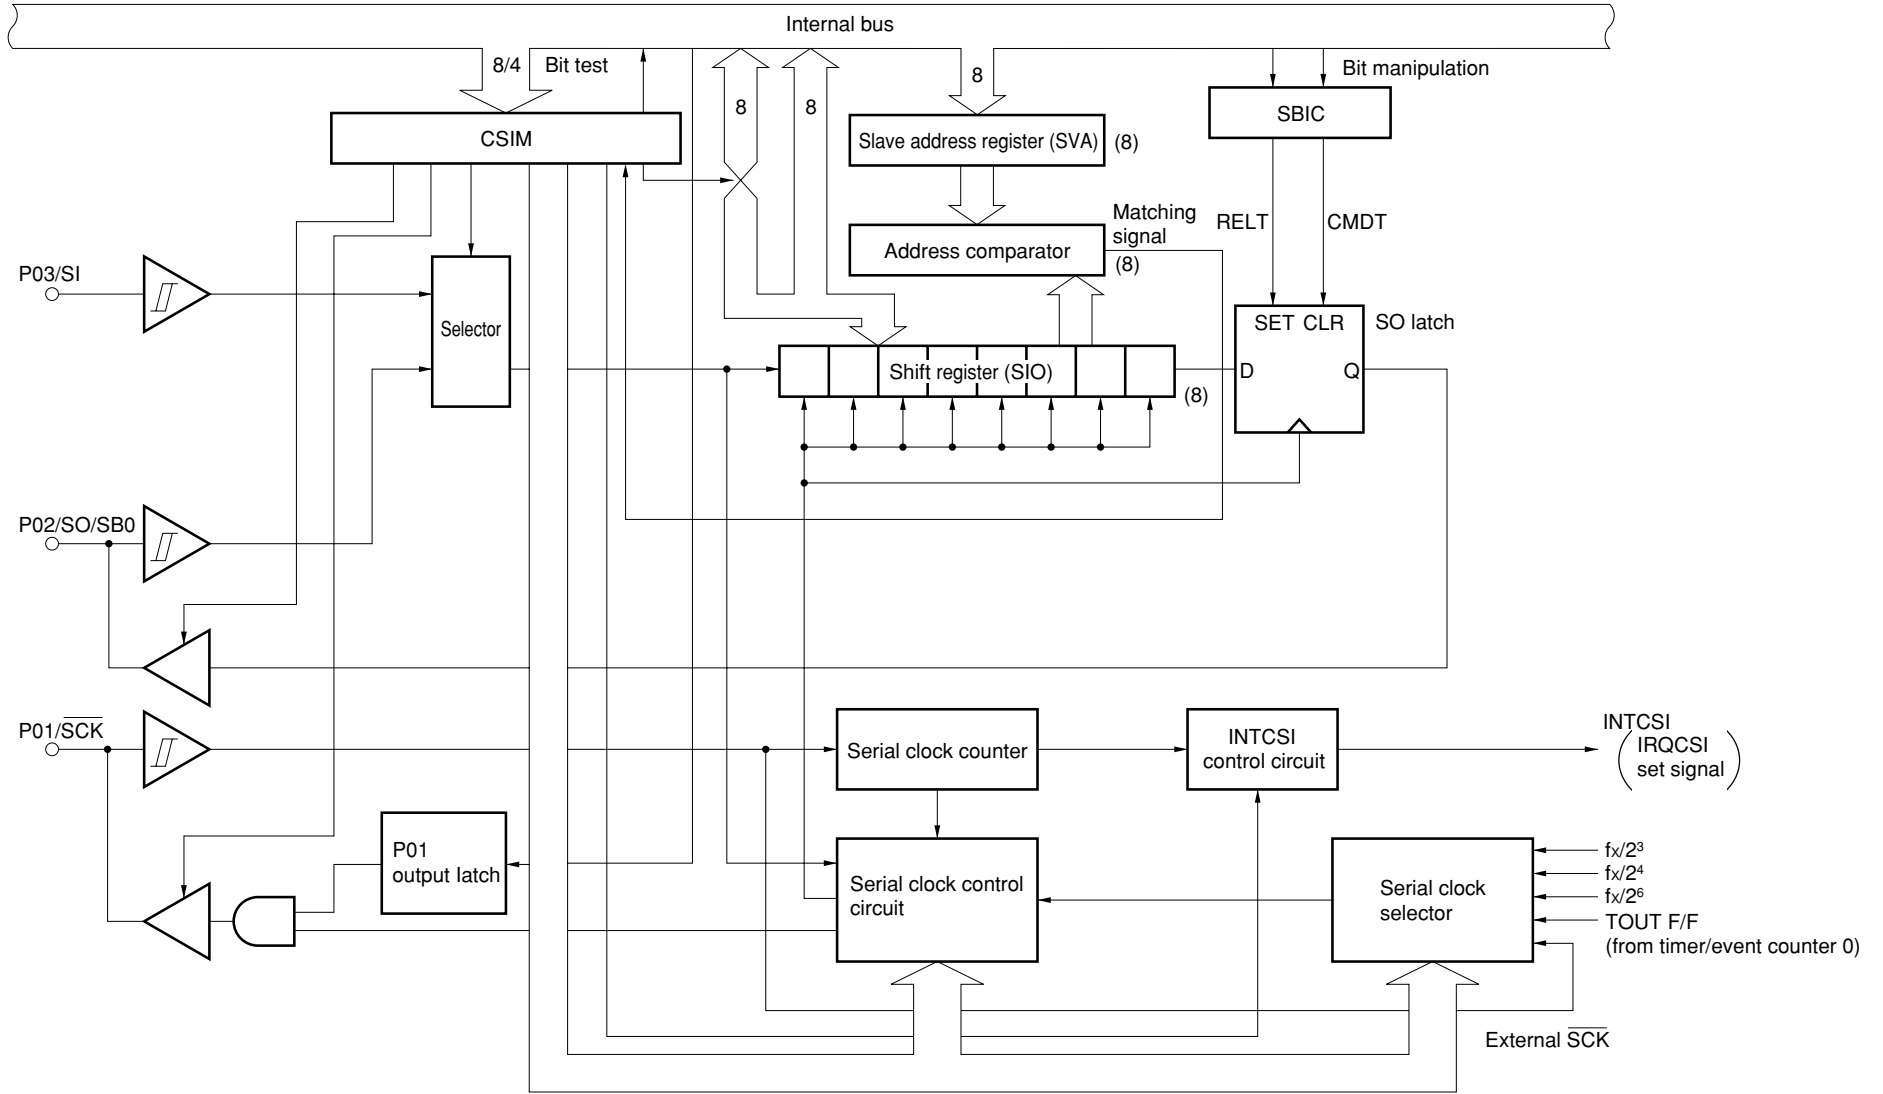 Internal bus
8/4
Bit test
8
8
8
Bit manipulation
CSIM
Slave address register (SVA)
(8)
SBIC
RELT
CMDT
Matching
signal
(8)
Address comparator
P03/SI
Selector
SET CLR
SO latch
Shift register (SIO)
(8)
D
Q
P02/SO/SB0
P01/SCK
Serial clock counter
INTCSI
control circuit
INTCSI
IRQCSI
set signal
P01
output latch
Serial clock control
circuit
Serial clock
selector
fx/2³
fx/2⁴
fx/2⁶
TOUT F/F
(from timer/event counter 0)
External SCK